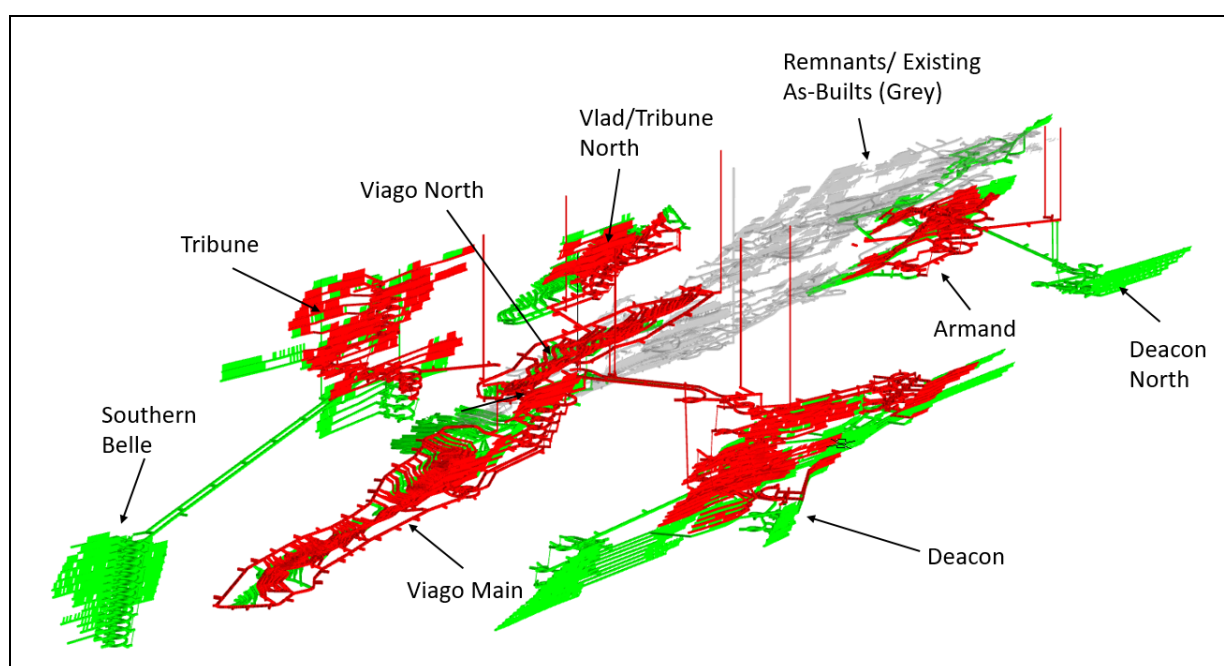 Remnants/ Existing
As-Builts (Grey)
Vlad/Tribune
North
Viago North
Tribune
Armand
Deacon
North
Southern
Belle
Deacon
Viago Main